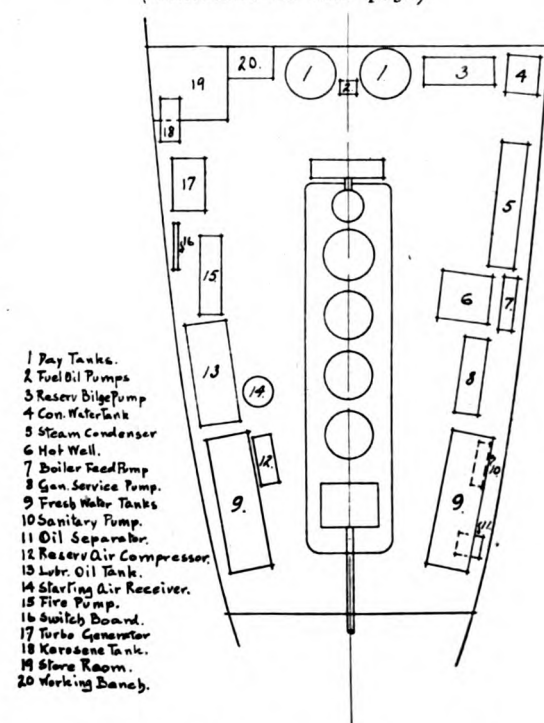 20.
1
1
2
3
4
19
18
17
16
15
5
6
7
8
13
14
12
9.
9
10
11
1 Day Tanks.
2 Fuel Oil Pumps
3 Reserv Bilge Pump
4 Con. Water Tank
5 Steam Condenser
6 Hot Well.
7 Boiler Feed Pump
8 Gen. Service Pump.
9 Fresh Water Tanks
10 Sanitary Pump.
11 Oil Separator.
12 Reserv Air Compressor.
13 Lubr. Oil Tank.
14 Starting Air Receiver.
15 Fire Pump.
16 Switch Board.
17 Turbo Generator
18 Kerosene Tank.
19 Store Room.
20 Working Bench.